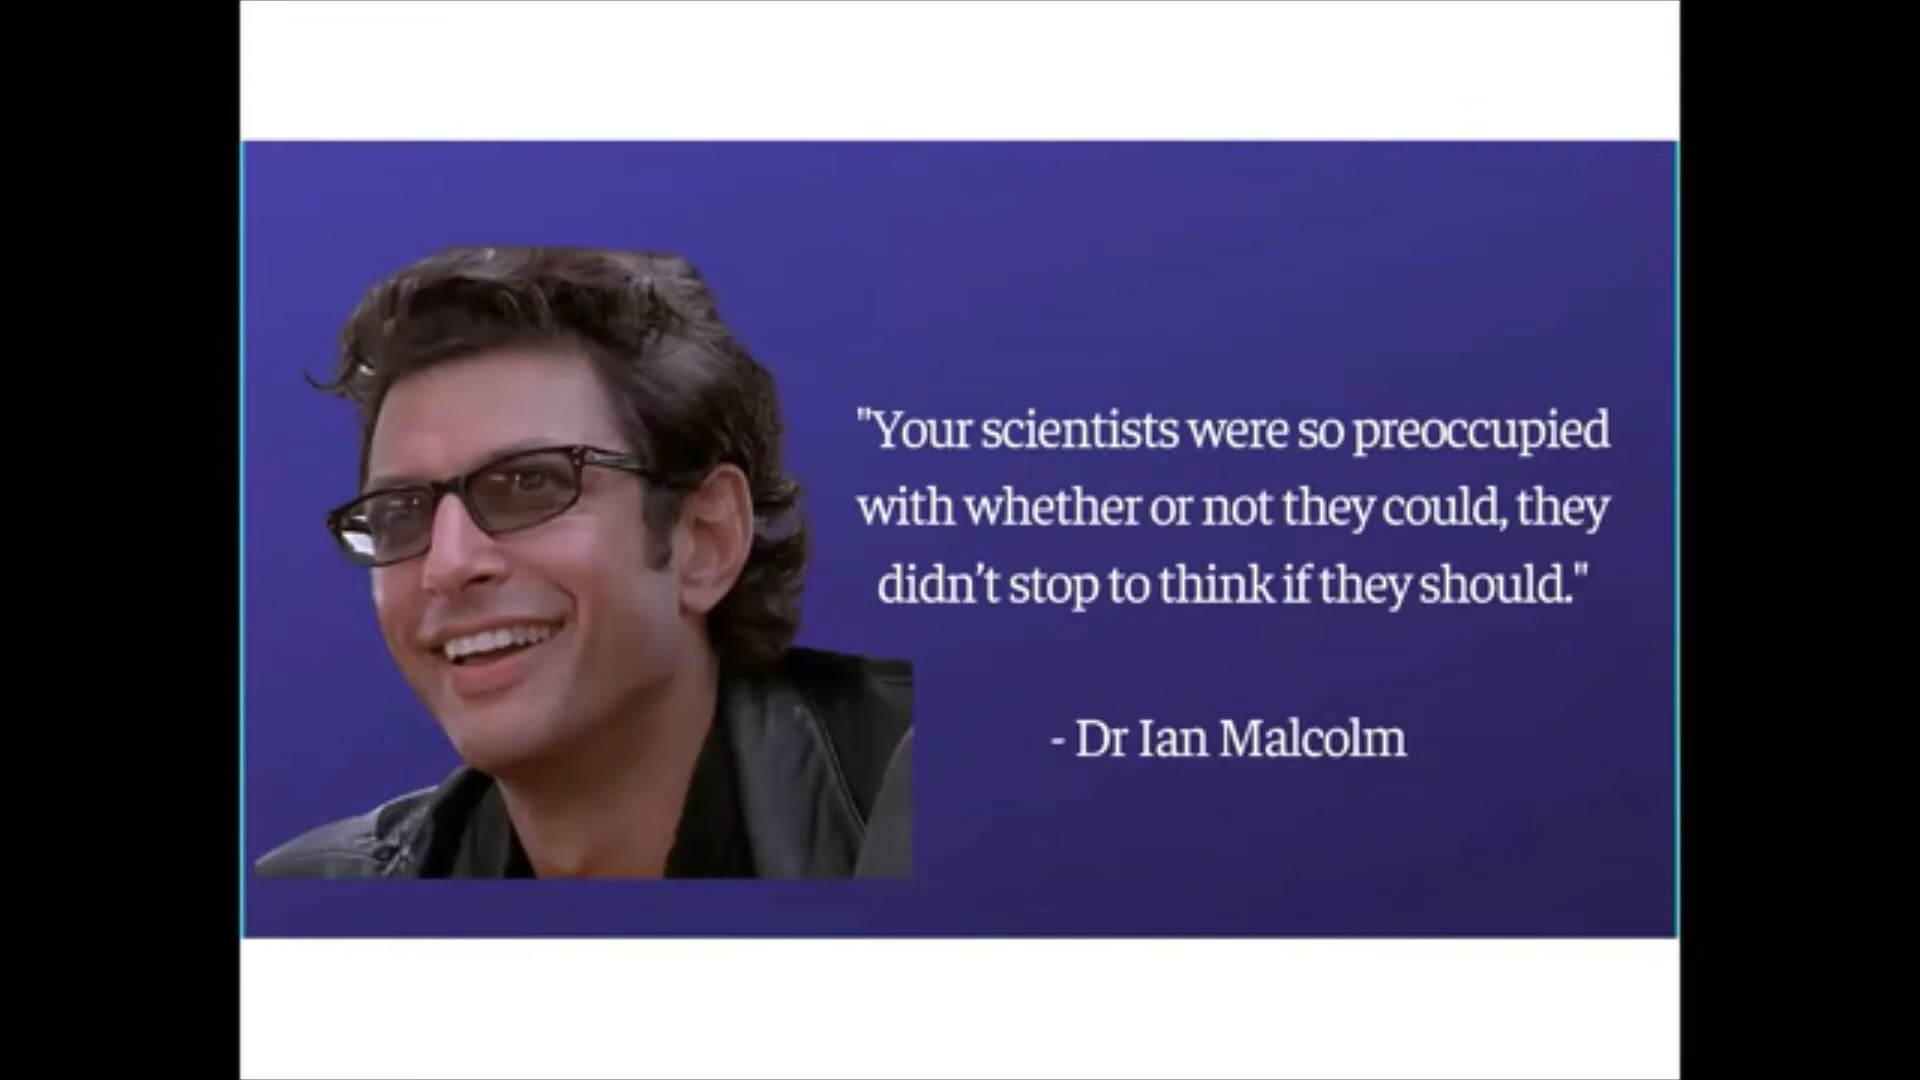 "Your scientists were so preoccupied
with whether or not they could, they
didn’t stop to think if they should."
- Dr Ian Malcolm